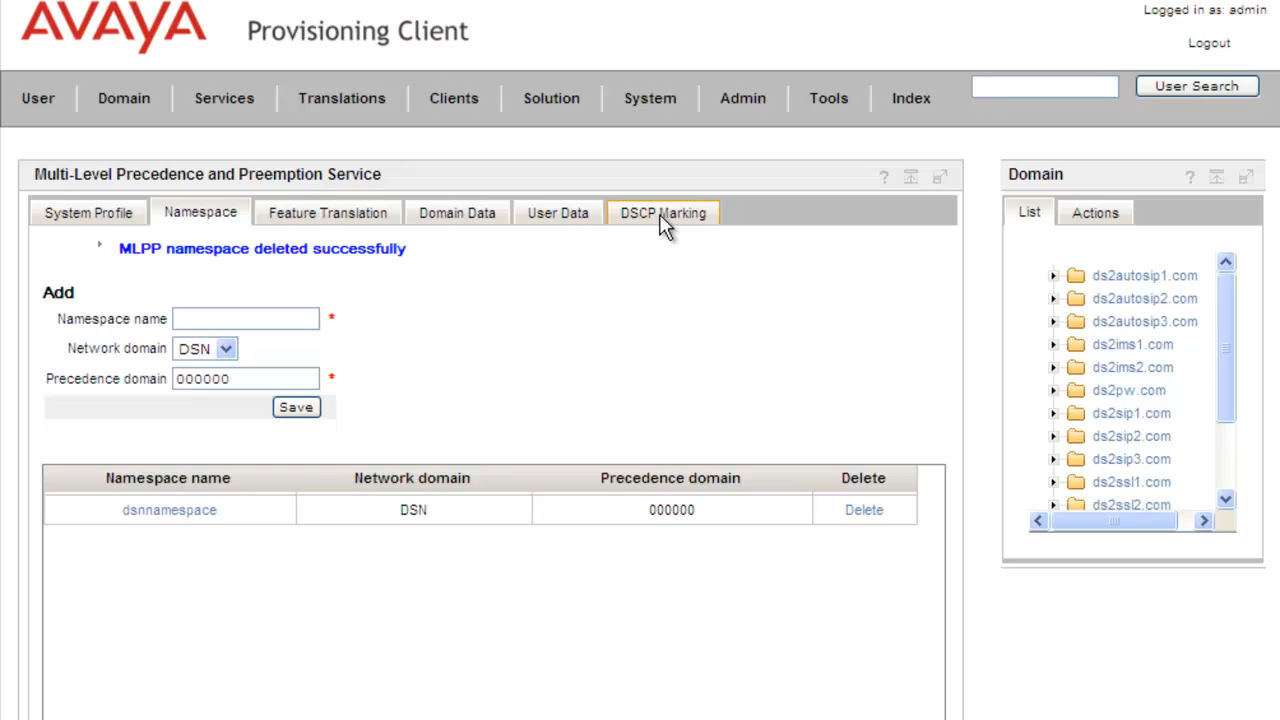 AVAYA Provisioning Client
Logged in as: admin
Logout
User Domain Services Translations Clients Solution System Admin Tools Index User Search
Multi-Level Precedence and Preemption Service ?
System Profile Namespace Feature Translation Domain Data User Data DSCP Marking
MLPP namespace deleted successfully
Add
Namespace name *
Network domain DSN
Precedence domain 000000 *
Save
Namespace name Network domain Precedence domain Delete
dsnnamespace DSN 000000 Delete
Domain ?
List Actions
ds2autosip1.com
ds2autosip2.com
ds2autosip3.com
ds2ims1.com
ds2ims2.com
ds2pw.com
ds2sip1.com
ds2sip2.com
ds2sip3.com
ds2ssl1.com
ds2ssl2.com